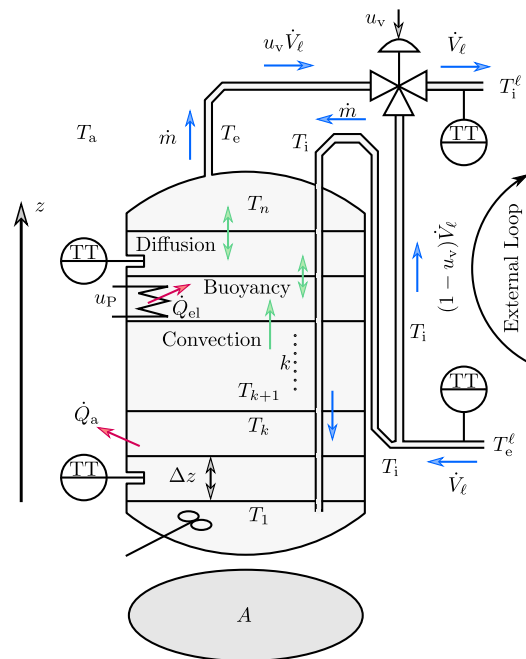 u_v
u_v V̇_ℓ
V̇_ℓ
T_i^ℓ
ṁ
T_a
ṁ
T_e
T_i
TT
z
T_n
Diffusion
TT
Buoyancy
u_P
Q̇_el
Convection
k
External Loop
(1 − u_v)V̇_ℓ
T_i
TT
T_{k+1}
Q̇_a
T_k
T_e^ℓ
T_i
V̇_ℓ
TT
Δz
T_1
A